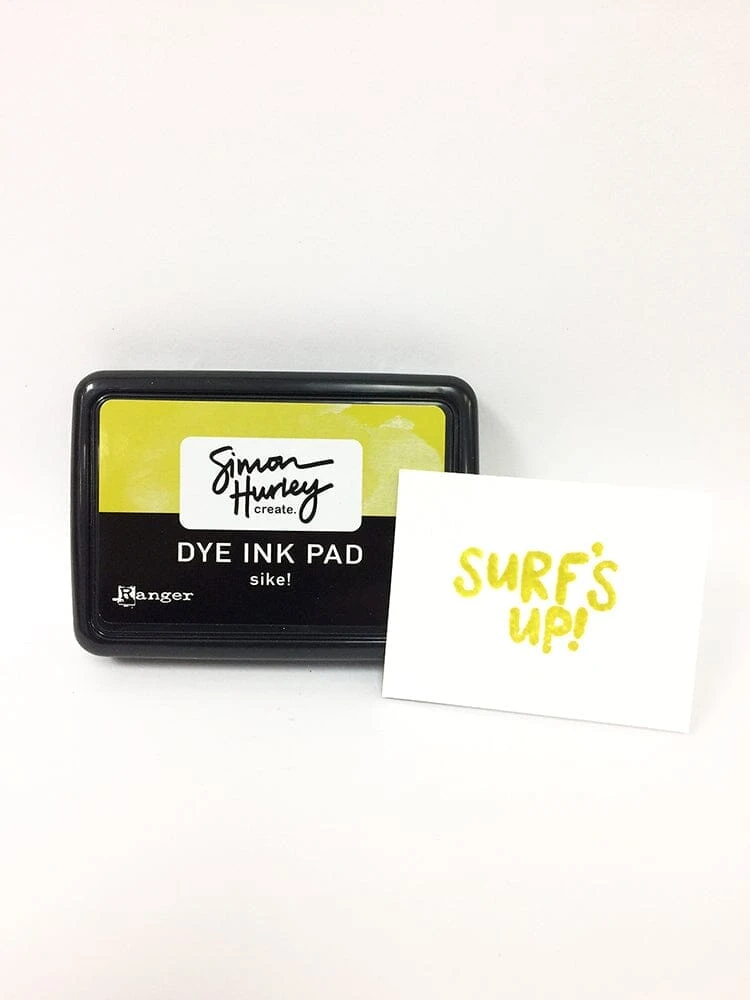 Simon
Hurley
create.
DYE INK PAD
sike!
Ranger
SURF'S
UP!